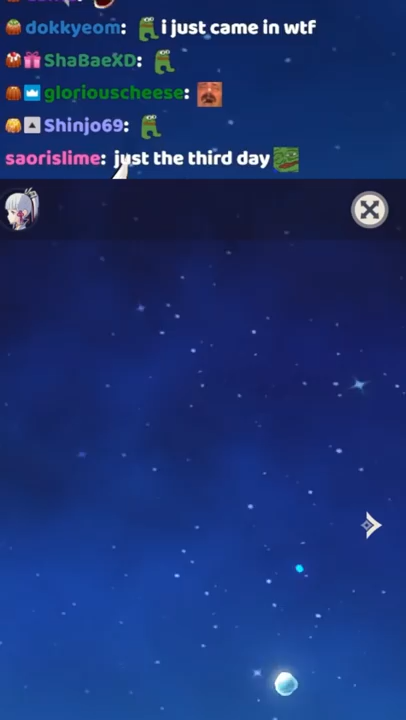 dokkyeom: i just came in wtf
ShaBaeXD:
gloriouscheese:
Shinjo69:
saorislime: just the third day